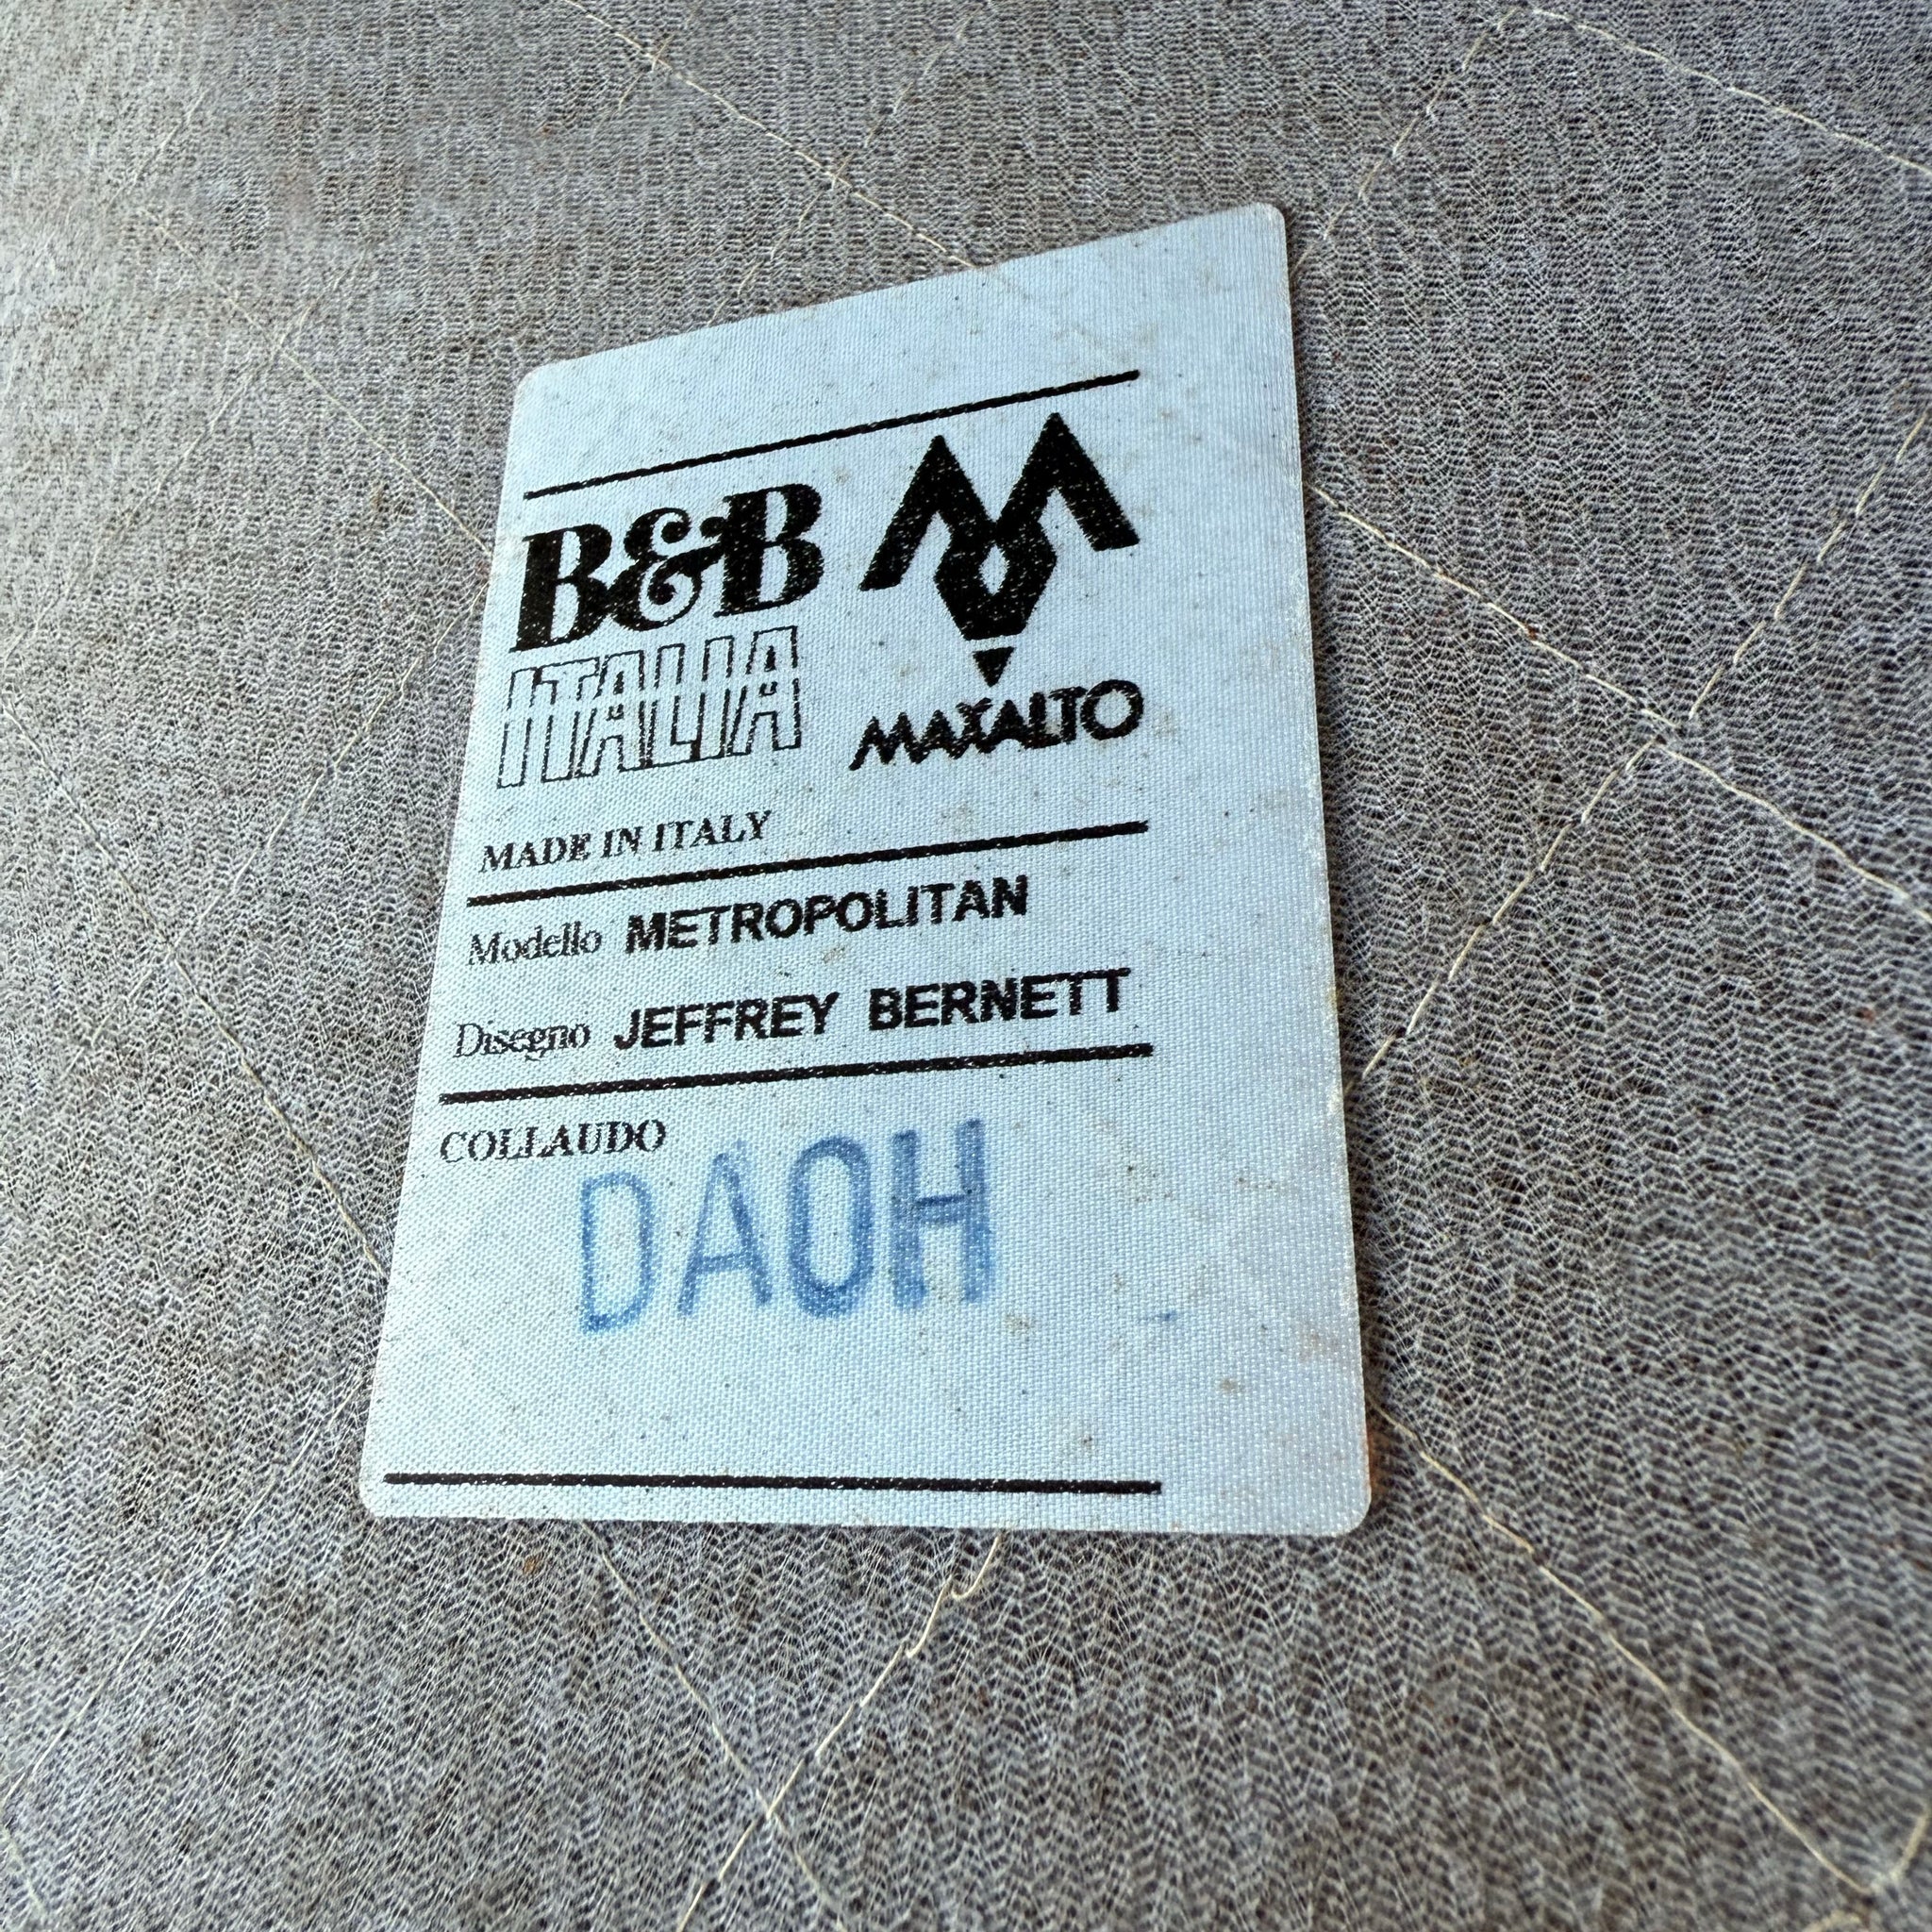 B&B
ITALIA
MAXALTO
MADE IN ITALY
Modello METROPOLITAN
Disegno JEFFREY BERNETT
COLLAUDO
DAOH